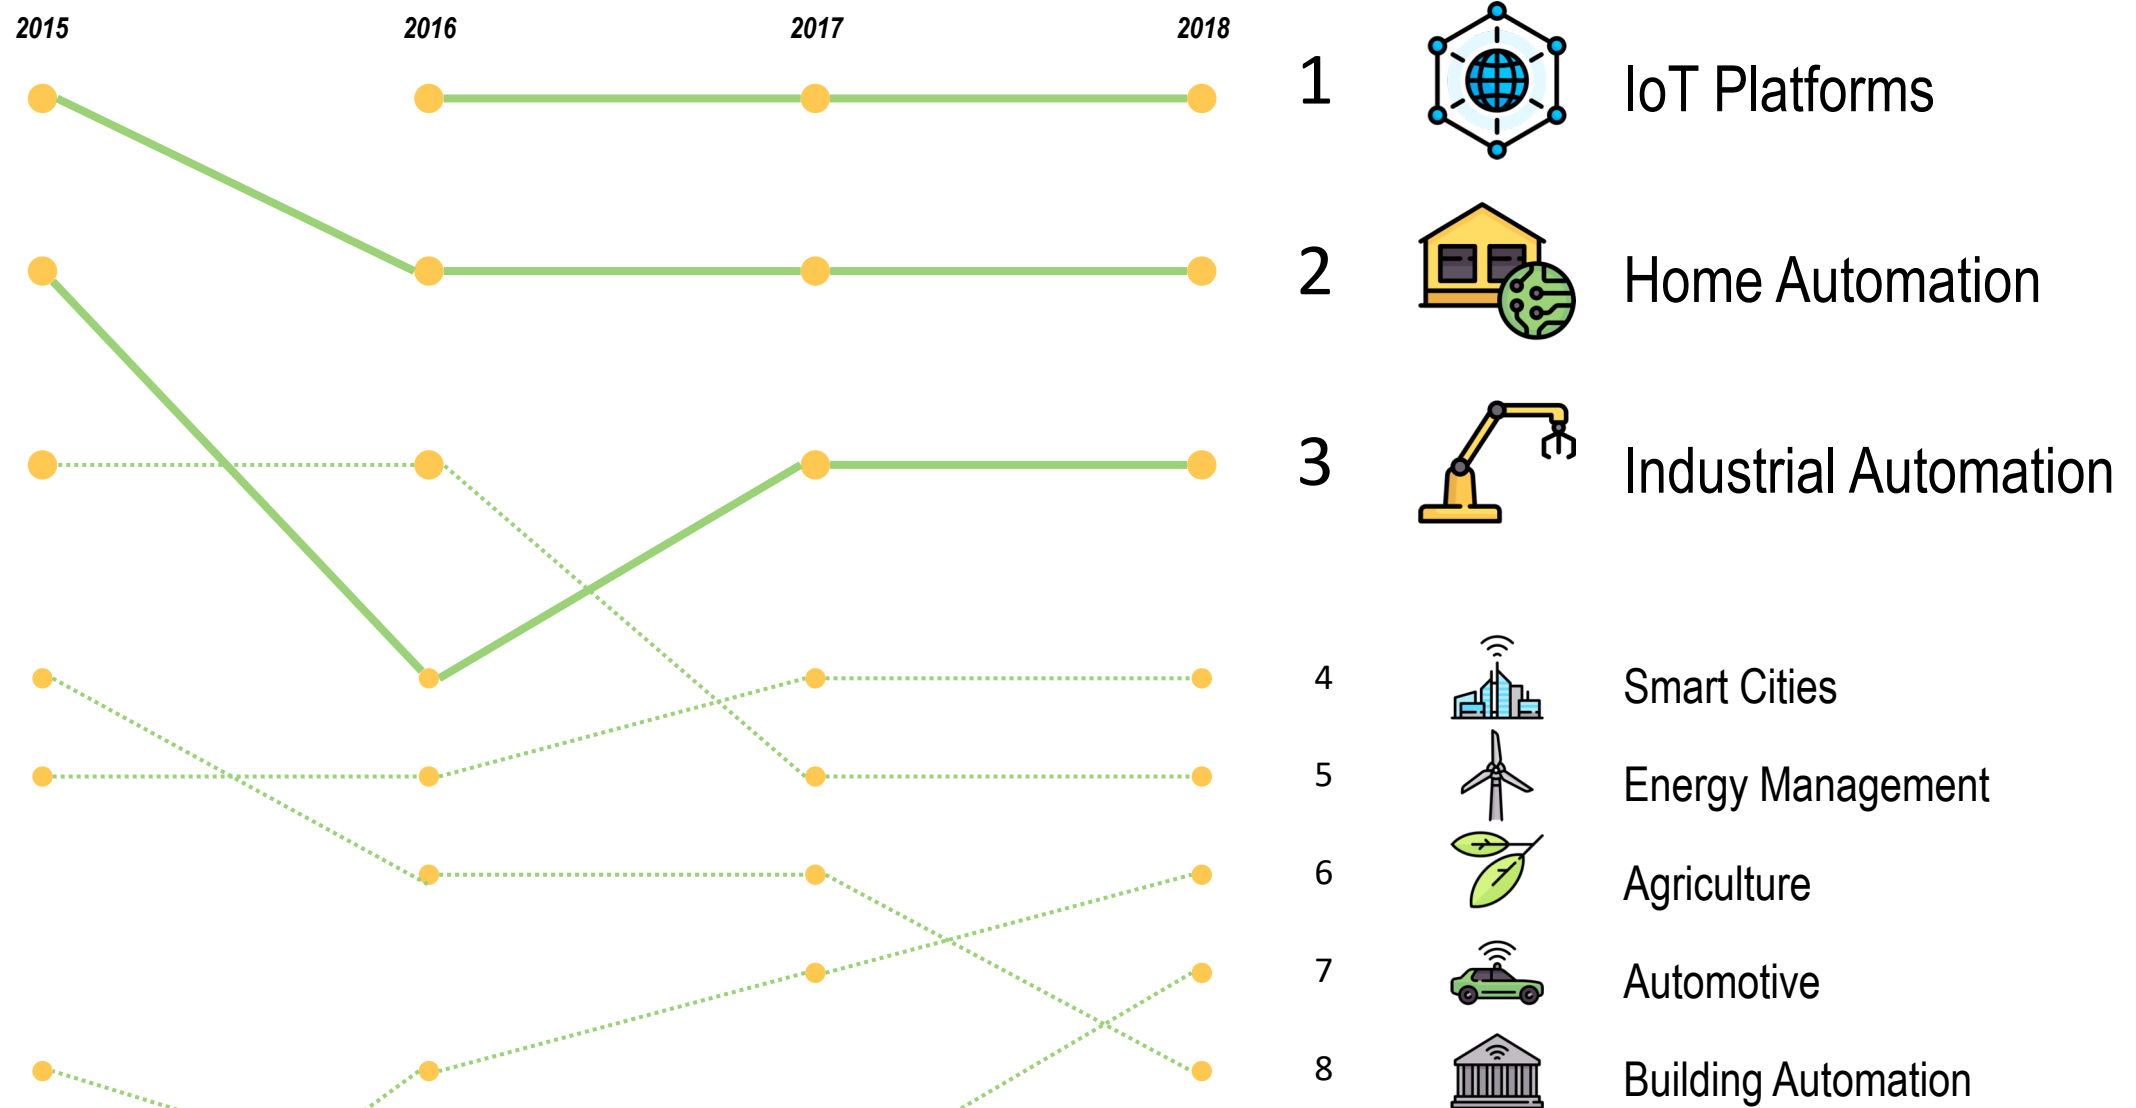 2015 2016 2017 2018
1 IoT Platforms
2 Home Automation
3 Industrial Automation
4 Smart Cities
5 Energy Management
6 Agriculture
7 Automotive
8 Building Automation